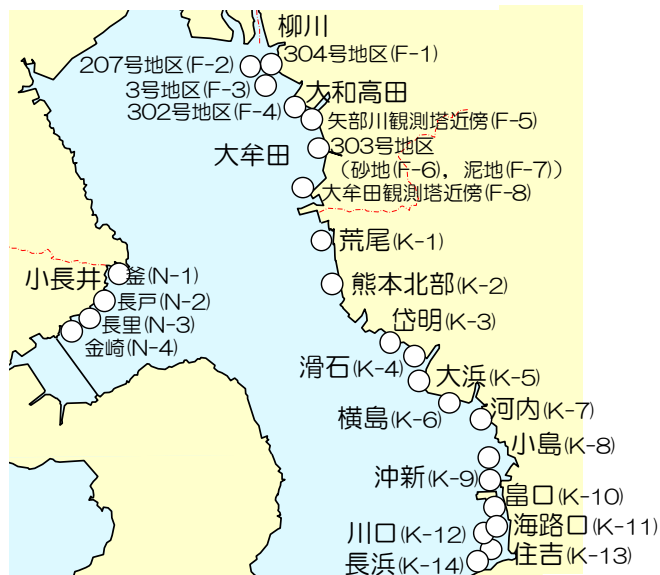 柳川
304号地区(F-1)
207号地区(F-2)
3号地区(F-3)
大和高田
302号地区(F-4)
矢部川観測塔近傍(F-5)
303号地区
(砂地(F-6)，泥地(F-7))
大牟田
大牟田観測塔近傍(F-8)
荒尾(K-1)
小長井
釜(N-1)
熊本北部(K-2)
長戸(N-2)
長里(N-3)
岱明(K-3)
金崎(N-4)
滑石(K-4)
大浜(K-5)
横島(K-6)
河内(K-7)
小島(K-8)
沖新(K-9)
畠口(K-10)
海路口(K-11)
川口(K-12)
住吉(K-13)
長浜(K-14)